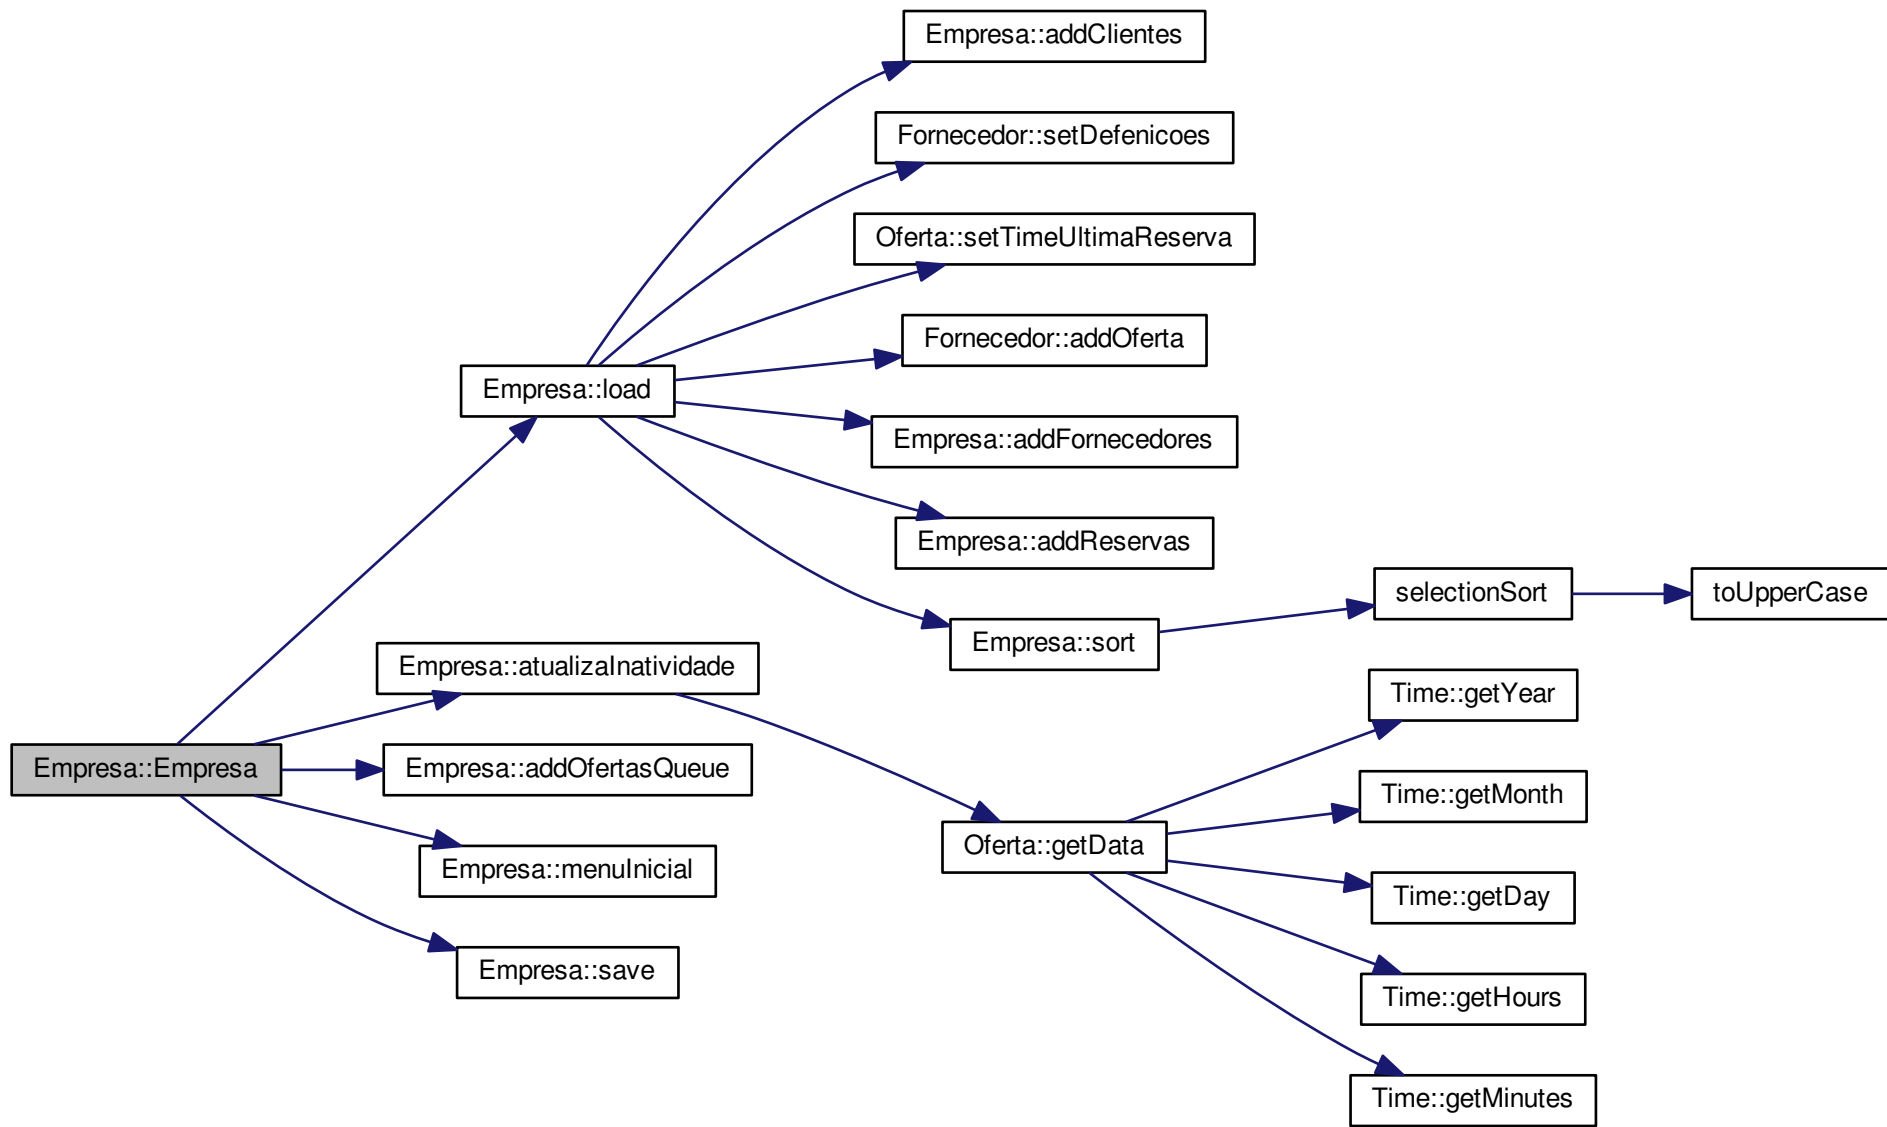 Empresa::addClientes
Fornecedor::setDefenicoes
Oferta::setTimeUltimaReserva
Fornecedor::addOferta
Empresa::load
Empresa::addFornecedores
Empresa::addReservas
selectionSort
toUpperCase
Empresa::sort
Empresa::atualizaInatividade
Time::getYear
Empresa::Empresa
Empresa::addOfertasQueue
Time::getMonth
Oferta::getData
Empresa::menuInicial
Time::getDay
Empresa::save
Time::getHours
Time::getMinutes